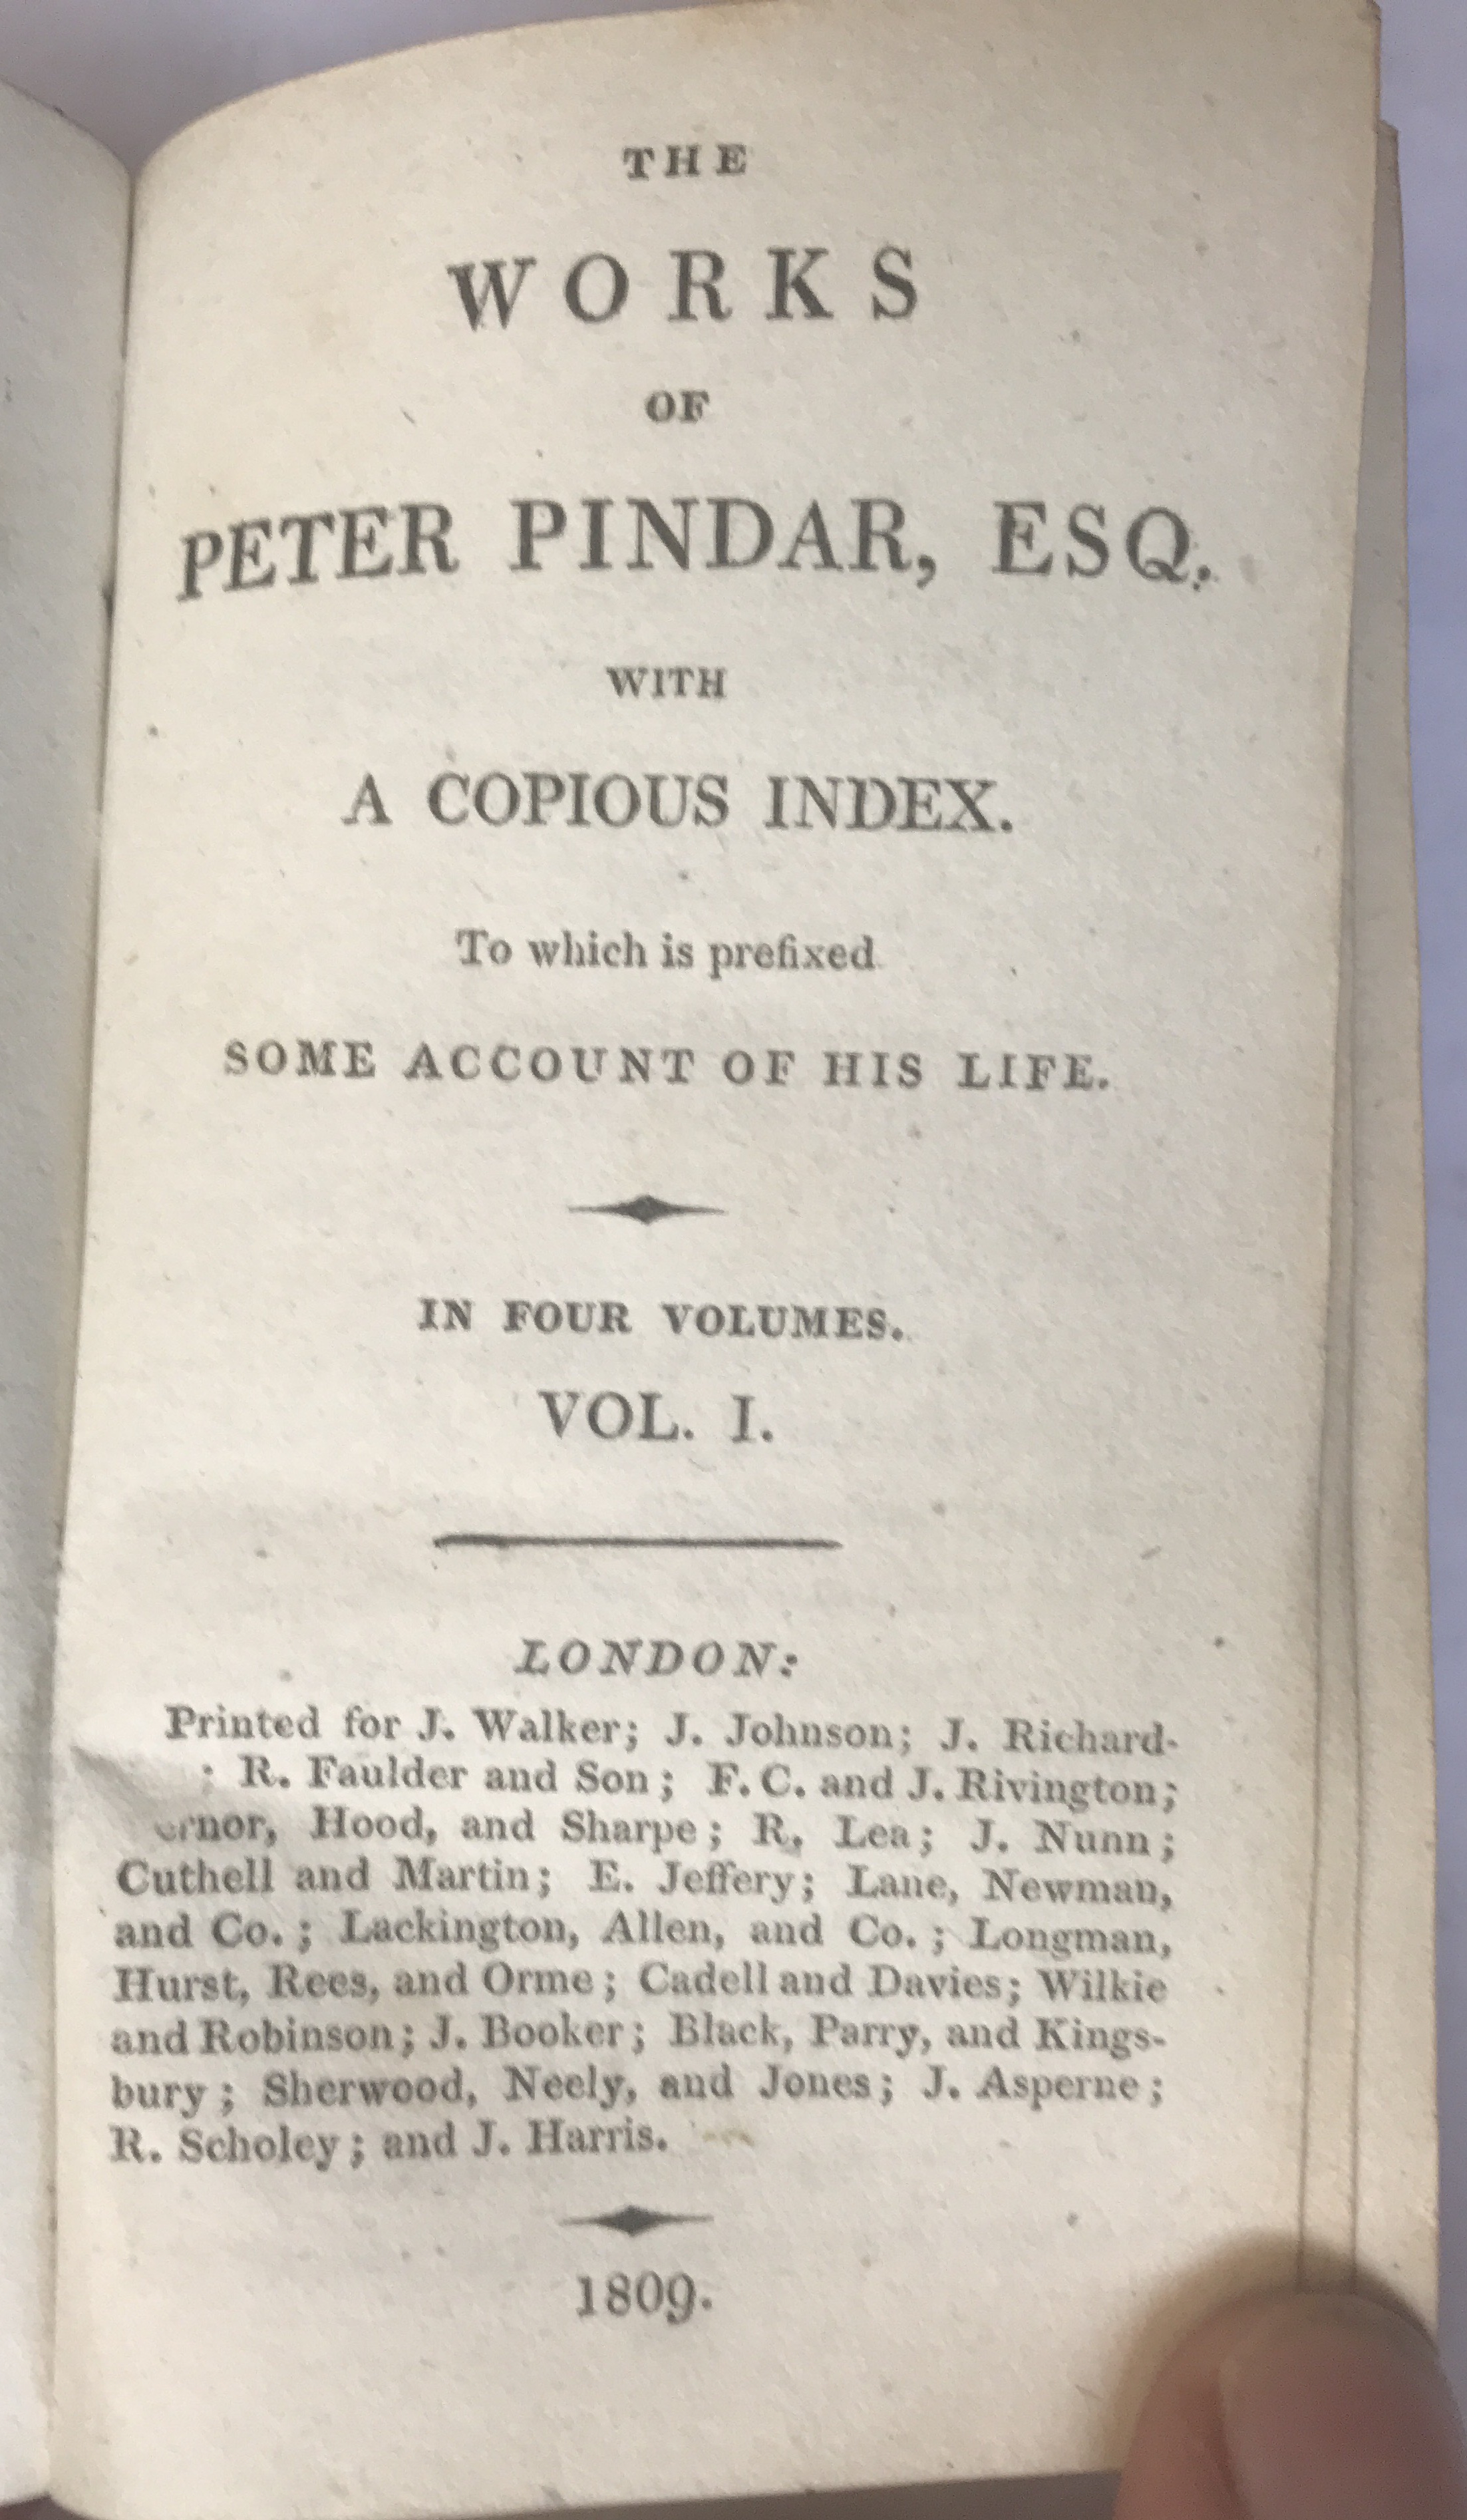 THE
WORKS
OF
PETER PINDAR, ESQ.
WITH
A COPIOUS INDEX.
To which is prefixed
SOME ACCOUNT OF HIS LIFE.
IN FOUR VOLUMES.
VOL. I.
LONDON:
Printed for J. Walker; J. Johnson; J. Richard-
; R. Faulder and Son; F. C. and J. Rivington;
Hood, and Sharpe; R. Lea; J. Nunn;
Cuthell and Martin; E. Jeffery; Lane, Newman,
and Co.; Lackington, Allen, and Co.; Longman,
Hurst, Rees, and Orme; Cadell and Davies; Wilkie
and Robinson; J. Booker; Black, Parry, and Kings-
bury; Sherwood, Neely, and Jones; J. Asperne;
R. Scholey; and J. Harris.
1809.